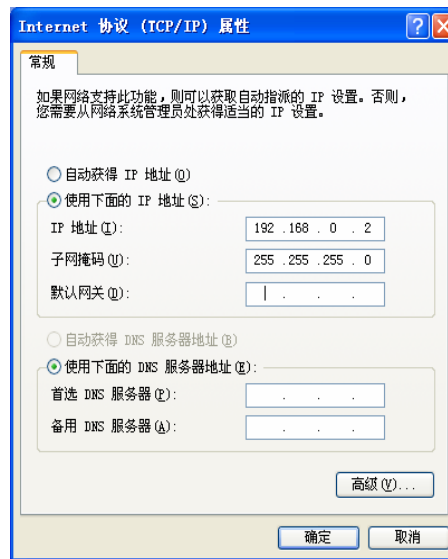 Internet 协议 (TCP/IP) 属性
常规
如果网络支持此功能，则可以获取自动指派的 IP 设置。否则，
您需要从网络系统管理员处获得适当的 IP 设置。
自动获得 IP 地址(O)
使用下面的 IP 地址(S):
IP 地址(I): 192 .168 . 0 . 2
子网掩码(U): 255 .255 .255 . 0
默认网关(D): . . .
自动获得 DNS 服务器地址(B)
使用下面的 DNS 服务器地址(E):
首选 DNS 服务器(P): . . .
备用 DNS 服务器(A): . . .
高级(V)...
确定 取消